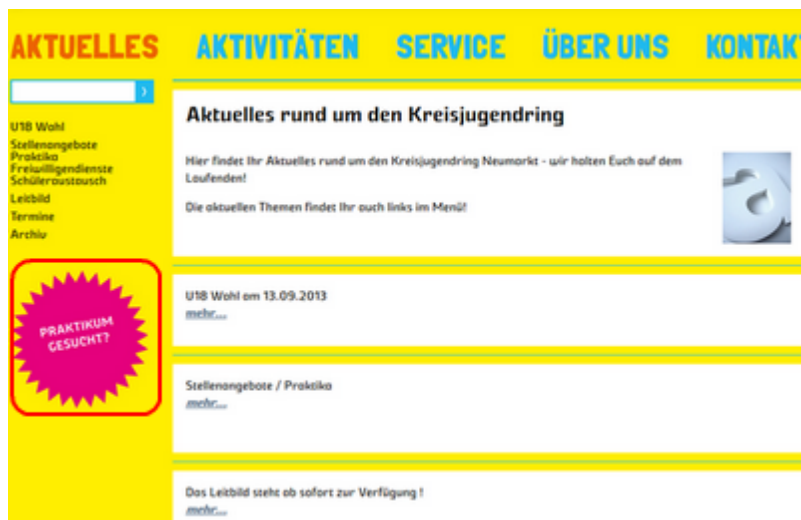 AKTUELLES AKTIVITÄTEN SERVICE ÜBER UNS KONTAKT
›
U18 Wahl
Stellenangebote
Praktika
Freiwilligendienste
Schüleraustausch
Leitbild
Termine
Archiv
PRAKTIKUM
GESUCHT?
Aktuelles rund um den Kreisjugendring
Hier findet Ihr Aktuelles rund um den Kreisjugendring Neumarkt - wir halten Euch auf dem
Laufenden!
Die aktuellen Themen findet Ihr auch links im Menü!
a
U18 Wahl am 13.09.2013
mehr...
Stellenangebote / Praktika
mehr...
Das Leitbild steht ab sofort zur Verfügung !
mehr...